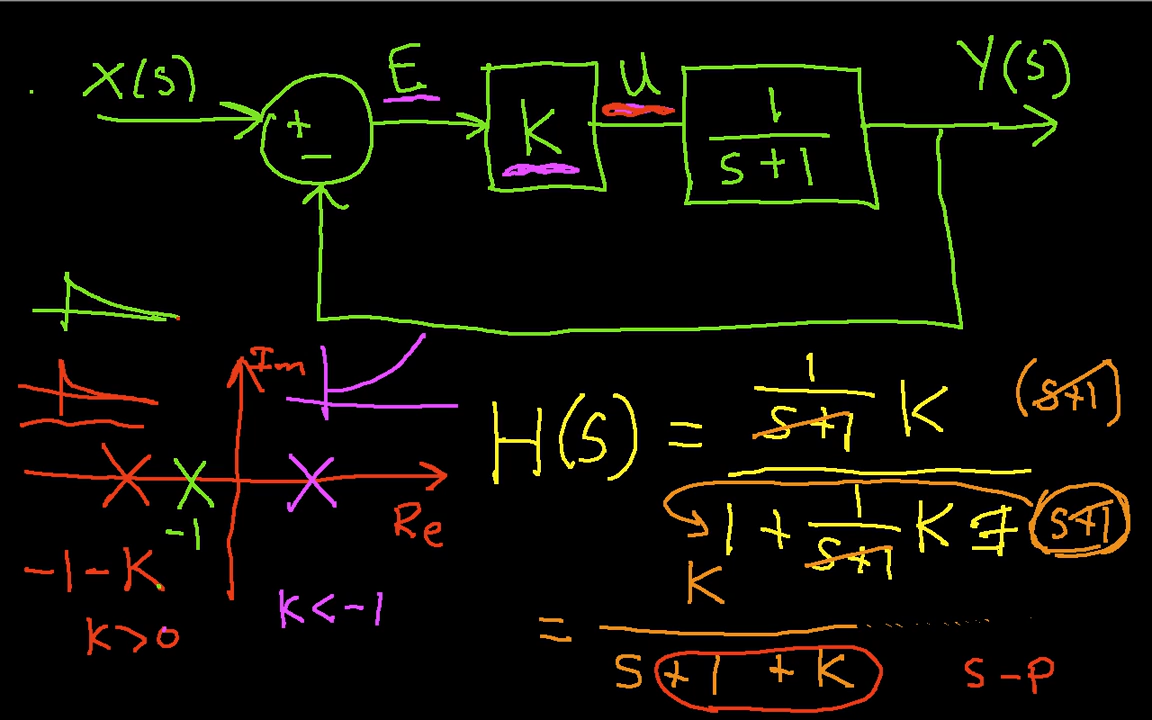 X(s) E U Y(s)
+ − K 1/(s+1)
Im
H(s) = (1/(s+1) K) / (1 + 1/(s+1) K) (s+1)
(s+1)
Re
-1
-1-K
K>0
K<-1
= K / (s+1+K)
s-p